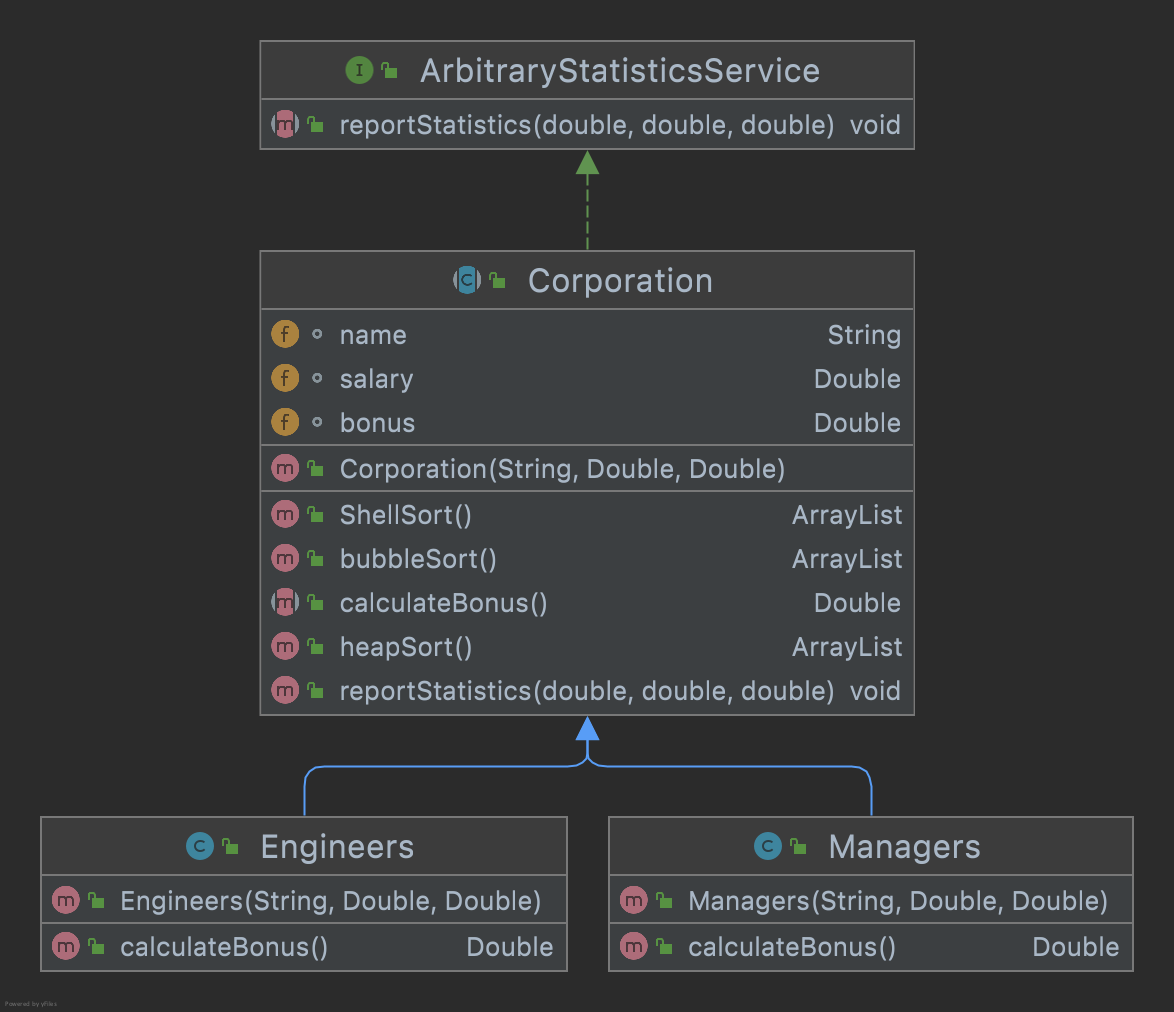 I ArbitraryStatisticsService
m reportStatistics(double, double, double) void
C Corporation
f name String
f salary Double
f bonus Double
m Corporation(String, Double, Double)
m ShellSort() ArrayList
m bubbleSort() ArrayList
m calculateBonus() Double
m heapSort() ArrayList
m reportStatistics(double, double, double) void
C Engineers
m Engineers(String, Double, Double)
m calculateBonus() Double
C Managers
m Managers(String, Double, Double)
m calculateBonus() Double
Powered by yFiles